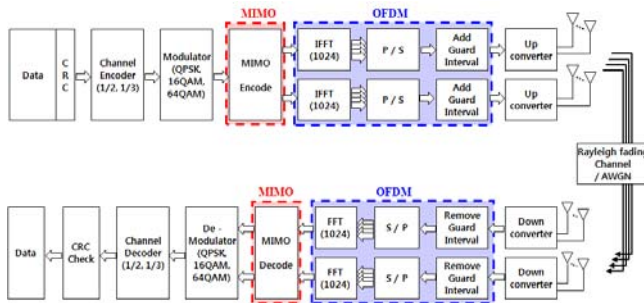 MIMO
OFDM
Data
C
R
C
Channel
Encoder
(1/2, 1/3)
Modulator
(QPSK,
16QAM,
64QAM)
MIMO
Encode
IFFT
(1024)
P / S
Add
Guard
Interval
Up
converter
IFFT
(1024)
P / S
Add
Guard
Interval
Up
converter
Rayleigh fading
Channel
/ AWGN
MIMO
OFDM
Data
CRC
Check
Channel
Decoder
(1/2, 1/3)
De -
Modulator
(QPSK,
16QAM,
64QAM)
MIMO
Decode
FFT
(1024)
S / P
Remove
Guard
Interval
Down
converter
FFT
(1024)
S / P
Remove
Guard
Interval
Down
converter